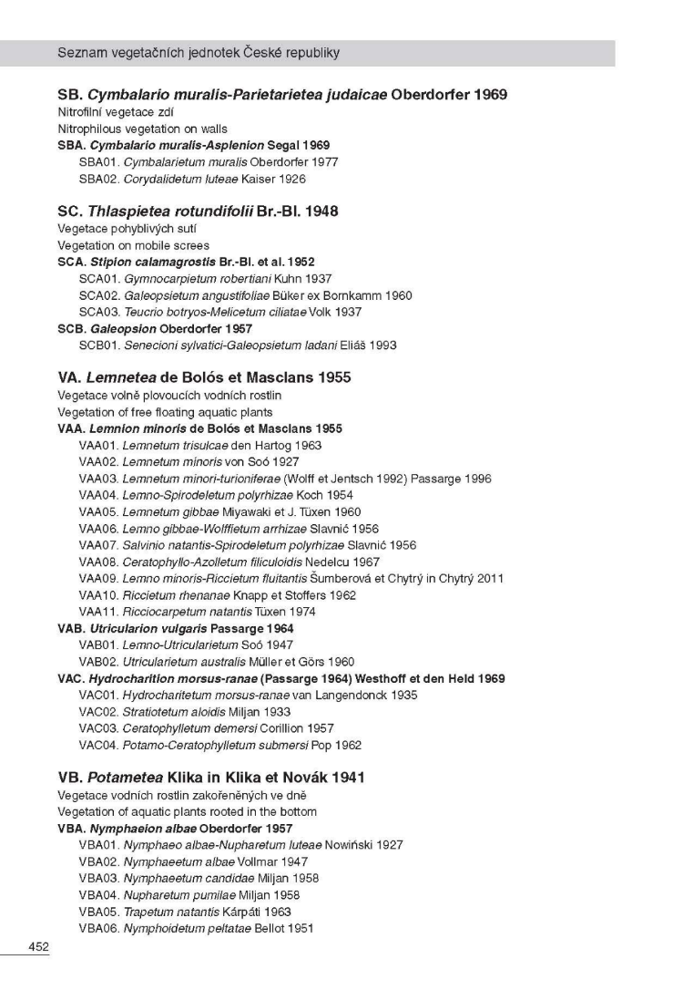 Seznam vegetačních jednotek České republiky
SB. Cymbalario muralis-Parietarietea judaicae Oberdorfer 1969
Nitrofilní vegetace zdí
Nitrophilous vegetation on walls
SBA. Cymbalario muralis-Asplenion Segal 1969
SBA01. Cymbalarietum muralis Oberdorfer 1977
SBA02. Corydalidetum luteae Kaiser 1926
SC. Thlaspietea rotundifolii Br.-Bl. 1948
Vegetace pohyblivých sutí
Vegetation on mobile screes
SCA. Stipion calamagrostis Br.-Bl. et al. 1952
SCA01. Gymnocarpietum robertiani Kuhn 1937
SCA02. Galeopsietum angustifoliae Büker ex Bornkamm 1960
SCA03. Teucrio botryos-Melicetum ciliatae Volk 1937
SCB. Galeopsion Oberdorfer 1957
SCB01. Senecioni sylvatici-Galeopsietum ladani Eliáš 1993
VA. Lemnetea de Bolós et Masclans 1955
Vegetace volně plovoucích vodních rostlin
Vegetation of free floating aquatic plants
VAA. Lemnion minoris de Bolós et Masclans 1955
VAA01. Lemnetum trisulcae den Hartog 1963
VAA02. Lemnetum minoris von Soó 1927
VAA03. Lemnetum minori-turioniferae (Wolff et Jentsch 1992) Passarge 1996
VAA04. Lemno-Spirodeletum polyrhizae Koch 1954
VAA05. Lemnetum gibbae Miyawaki et J. Tüxen 1960
VAA06. Lemno gibbae-Wolffietum arrhizae Slavnić 1956
VAA07. Salvinio natantis-Spirodeletum polyrhizae Slavnić 1956
VAA08. Ceratophyllo-Azolletum filiculoidis Nedelcu 1967
VAA09. Lemno minoris-Riccietum fluitantis Šumberová et Chytrý in Chytrý 2011
VAA10. Riccietum rhenanae Knapp et Stoffers 1962
VAA11. Ricciocarpetum natantis Tüxen 1974
VAB. Utricularion vulgaris Passarge 1964
VAB01. Lemno-Utricularietum Soó 1947
VAB02. Utricularietum australis Müller et Görs 1960
VAC. Hydrocharition morsus-ranae (Passarge 1964) Westhoff et den Held 1969
VAC01. Hydrocharitetum morsus-ranae van Langendonck 1935
VAC02. Stratiotetum aloidis Miljan 1933
VAC03. Ceratophylletum demersi Corillion 1957
VAC04. Potamo-Ceratophylletum submersi Pop 1962
VB. Potametea Klika in Klika et Novák 1941
Vegetace vodních rostlin zakořeněných ve dně
Vegetation of aquatic plants rooted in the bottom
VBA. Nymphaeion albae Oberdorfer 1957
VBA01. Nymphaeo albae-Nupharetum luteae Nowiński 1927
VBA02. Nymphaeetum albae Vollmar 1947
VBA03. Nymphaeetum candidae Miljan 1958
VBA04. Nupharetum pumilae Miljan 1958
VBA05. Trapetum natantis Kárpáti 1963
VBA06. Nymphoidetum peltatae Bellot 1951
452